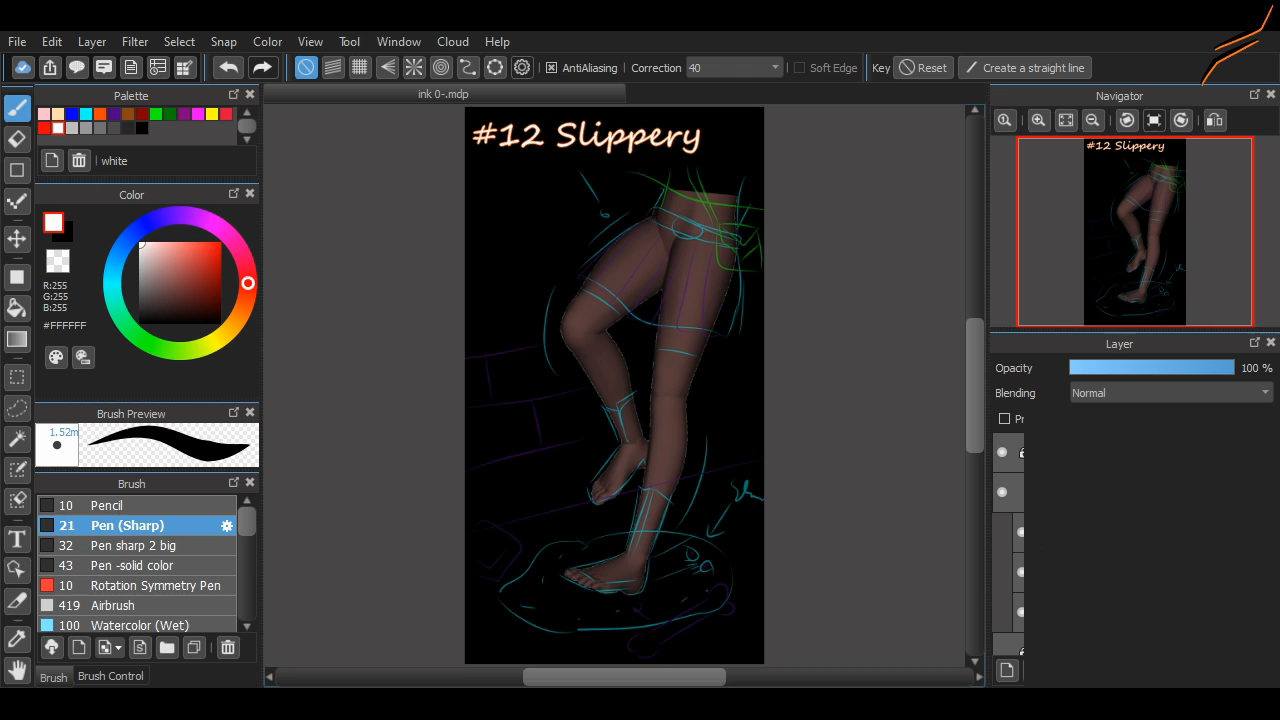 File Edit Layer Filter Select Snap Color View Tool Window Cloud Help
AntiAliasing Correction 40 Soft Edge Key Reset Create a straight line
Palette
white
Color
R:255
G:255
B:255
#FFFFFF
Brush Preview
1.52m
Brush
10 Pencil
21 Pen (Sharp)
32 Pen sharp 2 big
43 Pen -solid color
10 Rotation Symmetry Pen
419 Airbrush
100 Watercolor (Wet)
Brush Brush Control
ink 0-.mdp
#12 Slippery
Navigator
#12 Slippery
Layer
Opacity 100 %
Blending Normal
Pr